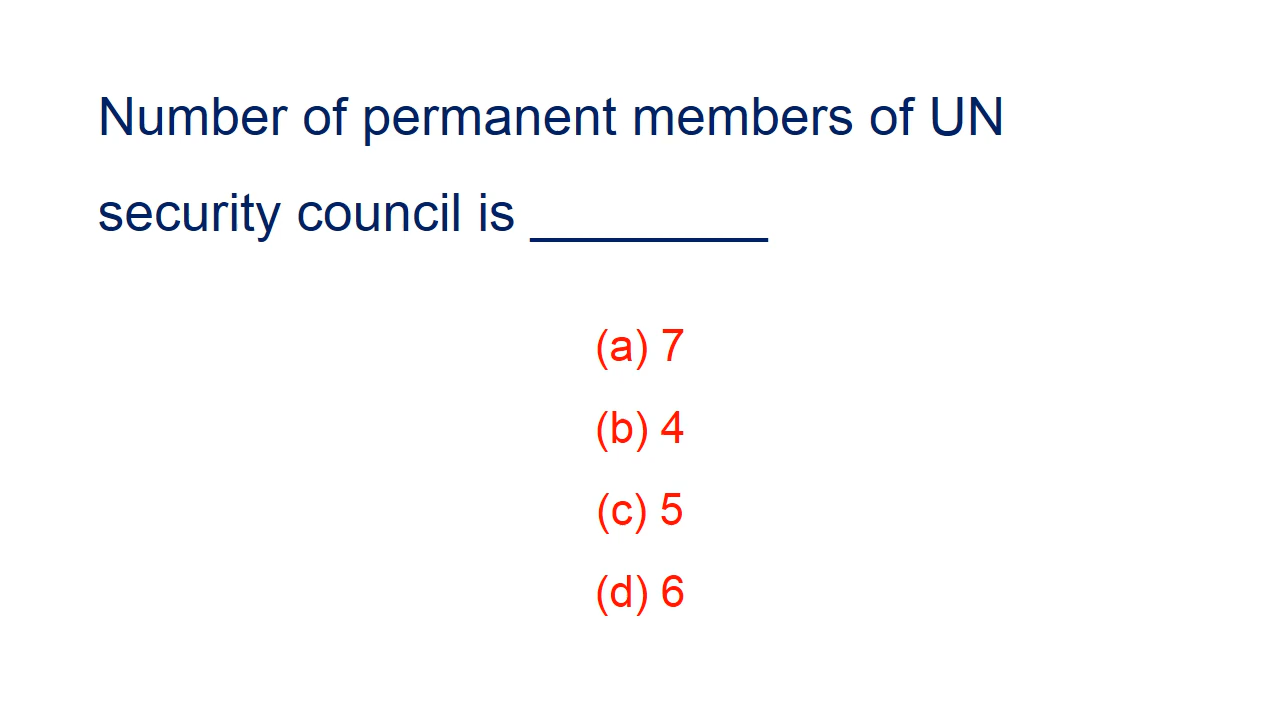 Number of permanent members of UN
security council is _________
(a) 7
(b) 4
(c) 5
(d) 6